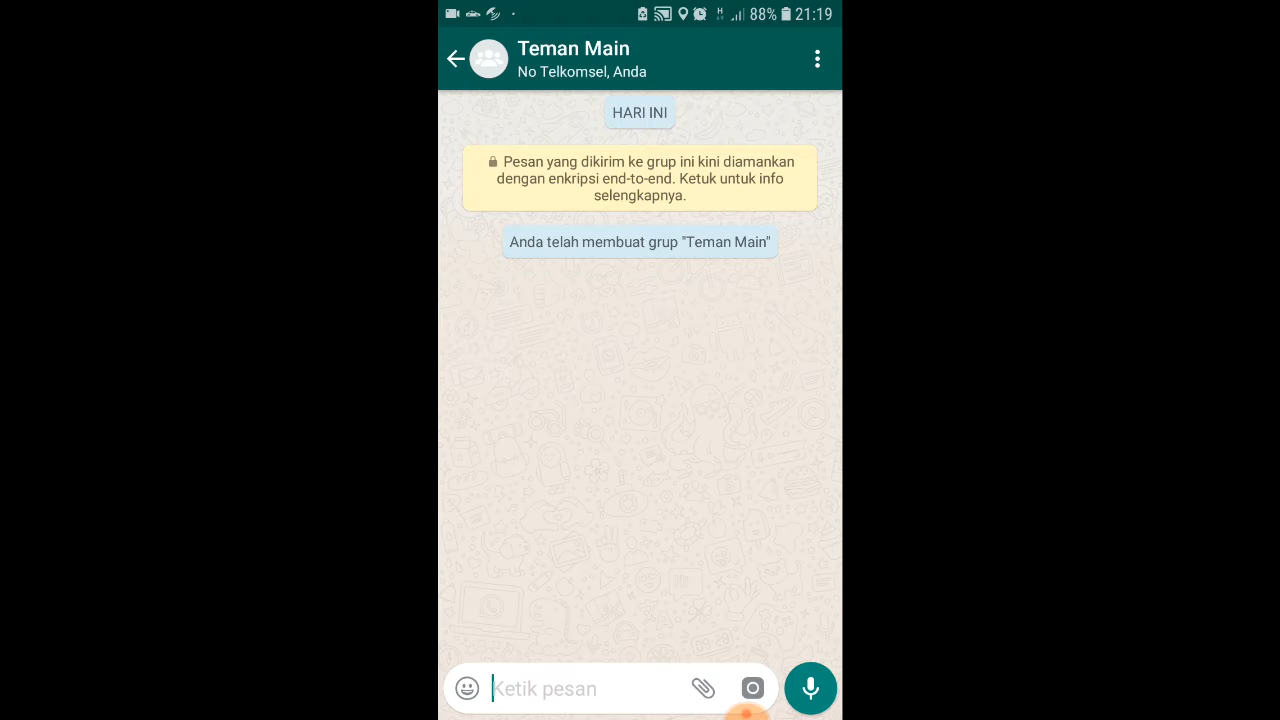 H 88% 21:19
Teman Main
No Telkomsel, Anda
HARI INI
Pesan yang dikirim ke grup ini kini diamankan
dengan enkripsi end-to-end. Ketuk untuk info
selengkapnya.
Anda telah membuat grup "Teman Main"
Ketik pesan